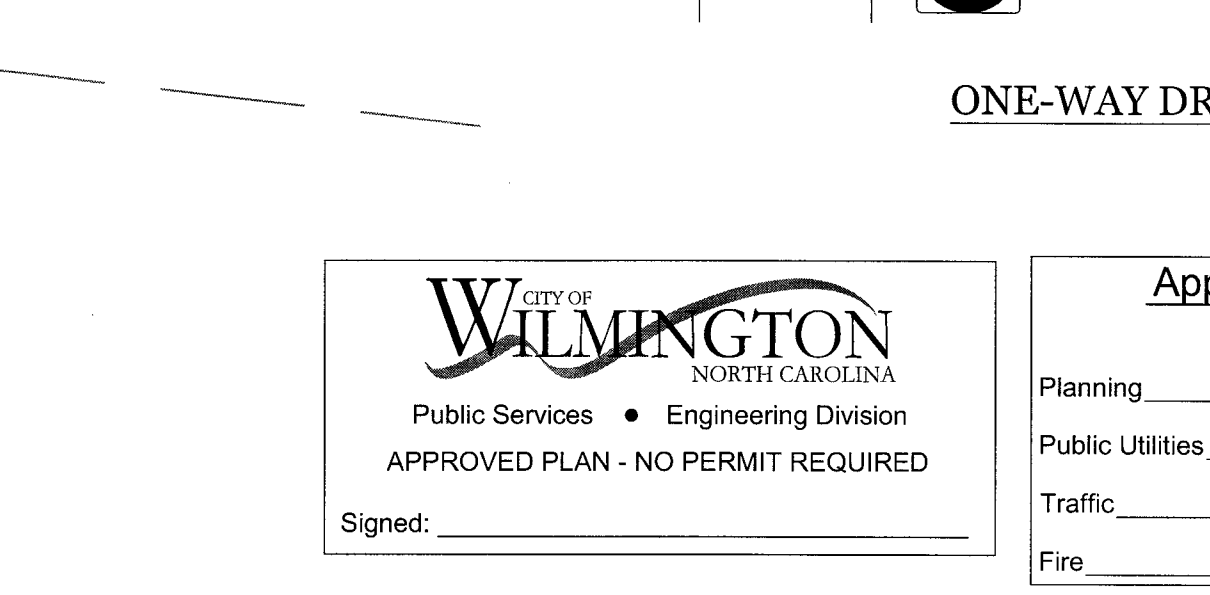 ONE-WAY
CITY OF
WILMINGTON
NORTH CAROLINA
Public Services • Engineering Division
APPROVED PLAN - NO PERMIT REQUIRED
Signed:
Planning
Public Utilities
Traffic
Fire